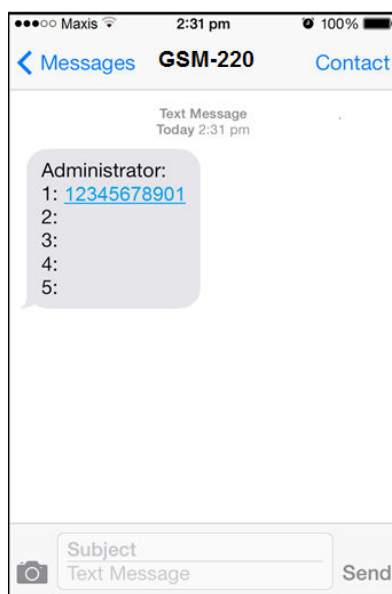 Maxis 2:31 pm 100%
Messages GSM-220 Contact
Text Message
Today 2:31 pm
Administrator:
1: 12345678901
2:
3:
4:
5:
Subject
Text Message Send